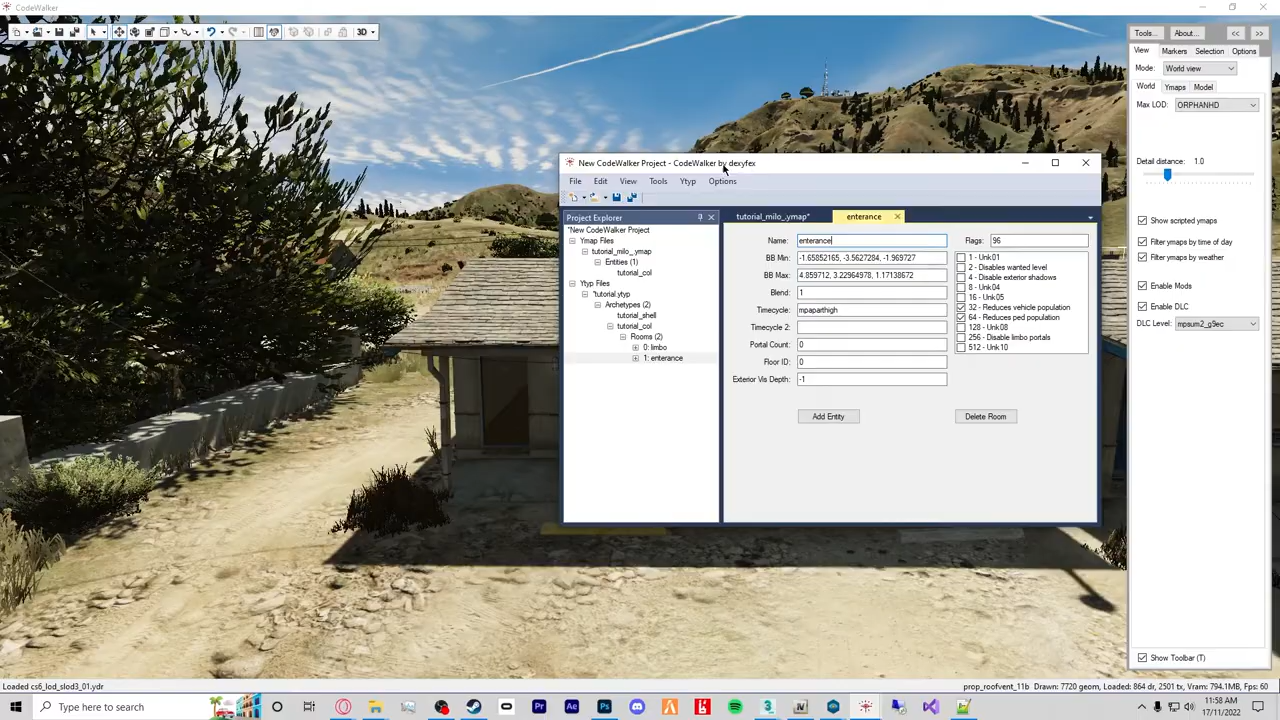 CodeWalker
3D
Tools...
About...
<<
>>
View
Markers
Selection
Options
Mode:
World view
World
Ymaps
Model
Max LOD:
ORPHANHD
Detail distance:
1.0
Show scripted ymaps
Filter ymaps by time of day
Filter ymaps by weather
Enable Mods
Enable DLC
DLC Level:
mpsum2_g9ec
Show Toolbar (T)
New CodeWalker Project - CodeWalker by dexyfex
File
Edit
View
Tools
Ytyp
Options
Project Explorer
*New CodeWalker Project
Ymap Files
tutorial_milo_.ymap
Entities (1)
tutorial_col
Ytyp Files
*tutorial.ytyp
Archetypes (2)
tutorial_shell
tutorial_col
Rooms (2)
0: limbo
1: enterance
tutorial_milo_.ymap*
enterance
Name:
enterance
BB Min:
-1.65852165, -3.5627284, -1.969727
BB Max:
4.859712, 3.22964978, 1.17138672
Blend:
1
Timecycle:
mpaparthigh
Timecycle 2:
Portal Count:
0
Floor ID:
0
Exterior Vis Depth:
-1
Flags:
96
1 - Unk01
2 - Disables wanted level
4 - Disable exterior shadows
8 - Unk04
16 - Unk05
32 - Reduces vehicle population
64 - Reduces ped population
128 - Unk08
256 - Disable limbo portals
512 - Unk10
Add Entity
Delete Room
Loaded cs6_lod_slod3_01.ydr
prop_roofvent_11b
Drawn: 7720 geom, Loaded: 864 dr, 2501 tx, Vram: 794.1MB, Fps: 60
Type here to search
Pr
Ae
Ps
11:58 AM
17/11/2022